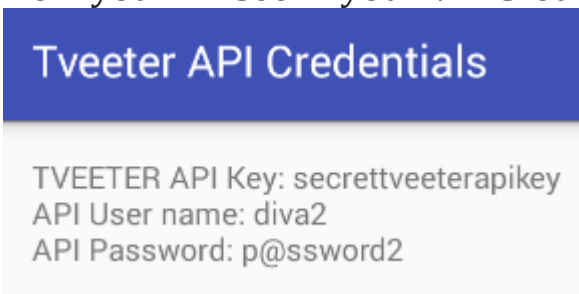 Tveeter API Credentials
TVEETER API Key: secrettveeterapikey
API User name: diva2
API Password: p@ssword2